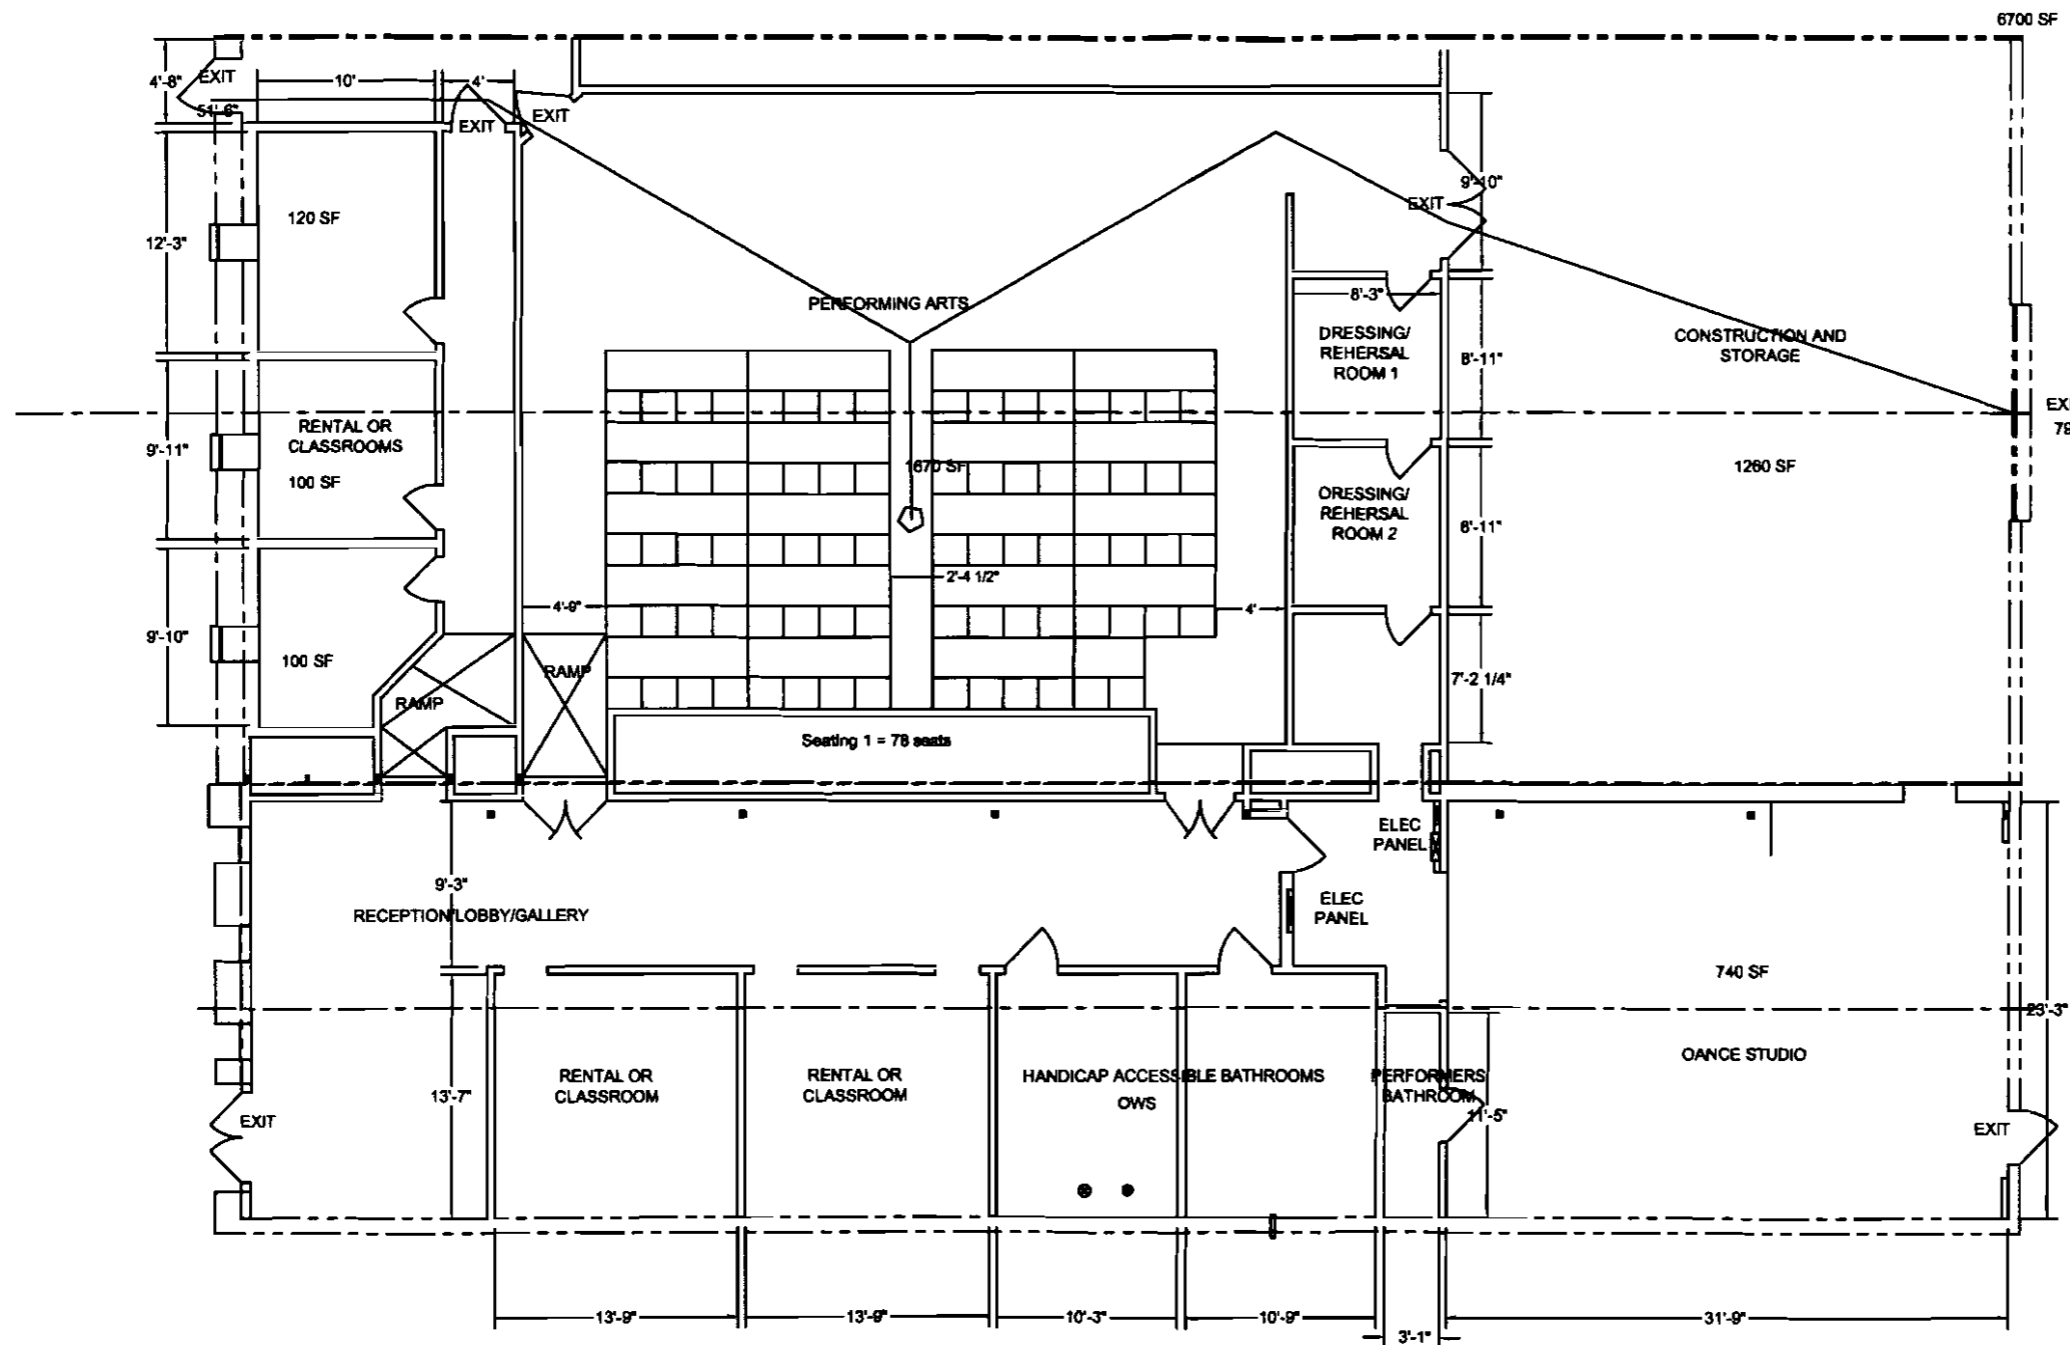 6700 SF
4'-8"
EXIT
10'
4'
51'-6"
EXIT
EXIT
9'-10"
EXIT
120 SF
12'-3"
PERFORMING ARTS
8'-3"
DRESSING/
REHERSAL
ROOM 1
8'-11"
CONSTRUCTION AND
STORAGE
EXI
79
RENTAL OR
CLASSROOMS
9'-11"
100 SF
1670 SF
1260 SF
DRESSING/
REHERSAL
ROOM 2
8'-11"
2'-4 1/2"
4'-9"
4'
9'-10"
100 SF
RAMP
RAMP
7'-2 1/4"
Seating 1 = 78 seats
ELEC
PANEL
9'-3"
RECEPTION/LOBBY/GALLERY
ELEC
PANEL
740 SF
23'-3"
DANCE STUDIO
RENTAL OR
CLASSROOM
RENTAL OR
CLASSROOM
HANDICAP ACCESSIBLE BATHROOMS
OWS
PERFORMERS
BATHROOM
13'-7"
11'-5"
EXIT
EXIT
13'-9"
13'-9"
10'-3"
10'-9"
3'-1"
31'-9"